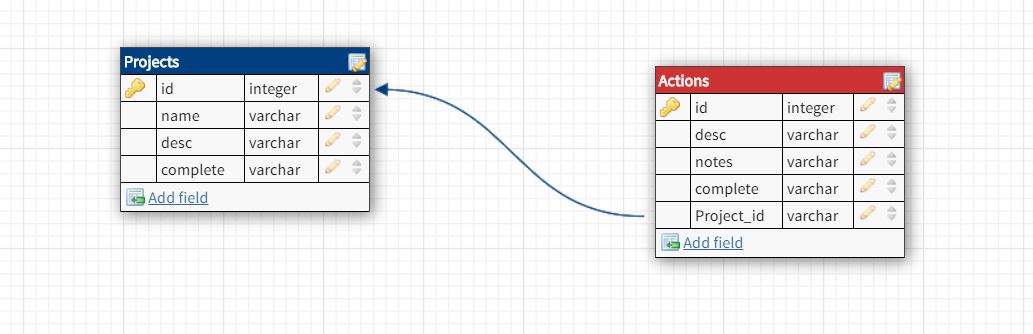 Projects
id integer
name varchar
desc varchar
complete varchar
Add field
Actions
id integer
desc varchar
notes varchar
complete varchar
Project_id varchar
Add field